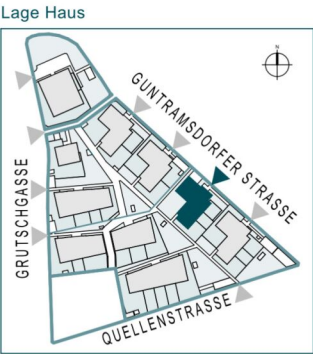 Lage Haus
N
GUNTRAMSDORFER STRASSE
GRUTSCHGASSE
QUELLENSTRASSE